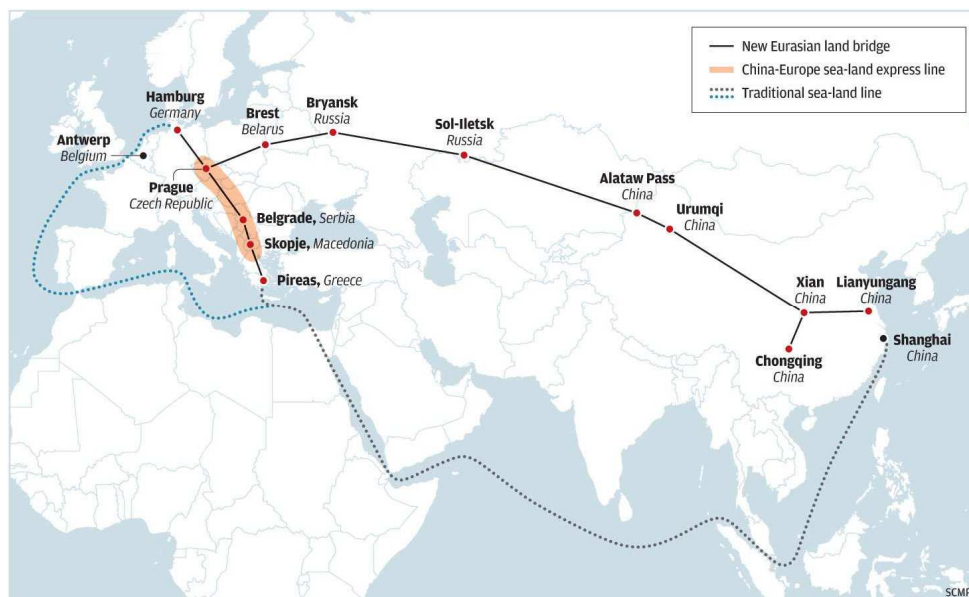 New Eurasian land bridge
China-Europe sea-land express line
Traditional sea-land line
Hamburg
Germany
Antwerp
Belgium
Prague
Czech Republic
Brest
Belarus
Bryansk
Russia
Sol-Iletsk
Russia
Alataw Pass
China
Urumqi
China
Belgrade, Serbia
Skopje, Macedonia
Pireas, Greece
Xian
China
Lianyungang
China
Shanghai
China
Chongqing
China
SCMP